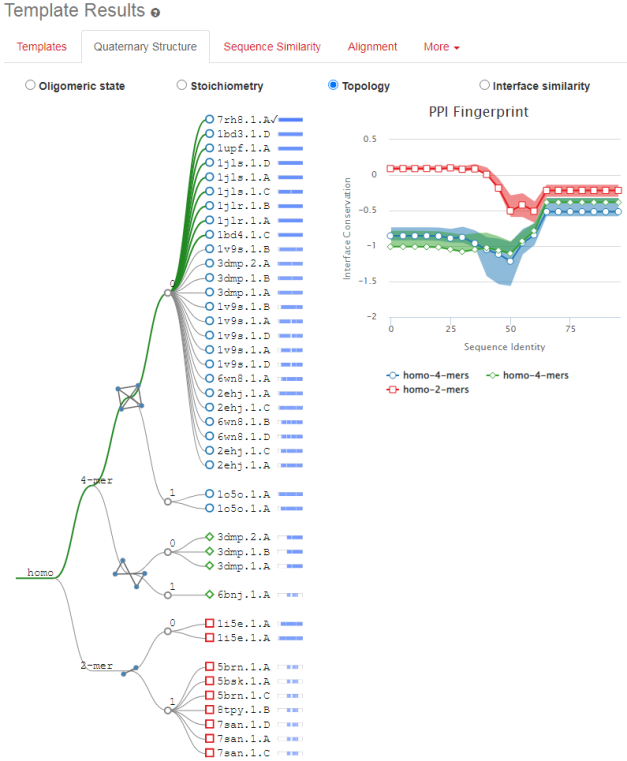 Template Results ?
Templates Quaternary Structure Sequence Similarity Alignment More
Oligomeric state Stoichiometry Topology Interface similarity
homo
4-mer
2-mer
0
7rh8.1.A✓
1bd3.1.D
1upf.1.A
1jls.1.D
1jls.1.A
1jls.1.C
1jlr.1.B
1jlr.1.A
1bd4.1.C
1v9s.1.B
3dmp.2.A
3dmp.1.B
3dmp.1.A
1v9s.1.B
1v9s.1.A
1v9s.1.D
1v9s.1.A
1v9s.1.D
6wn8.1.A
2ehj.1.A
2ehj.1.C
6wn8.1.B
6wn8.1.D
2ehj.1.C
2ehj.1.A
1
1o5o.1.A
1o5o.1.A
0
3dmp.2.A
3dmp.1.B
3dmp.1.A
1
6bnj.1.A
0
1i5e.1.A
1i5e.1.A
1
5brn.1.A
5bsk.1.A
5brn.1.C
8tpy.1.B
7san.1.D
7san.1.A
7san.1.C
PPI Fingerprint
Interface Conservation
0.5
0
-0.5
-1
-1.5
-2
0 25 50 75
Sequence Identity
homo-4-mers homo-4-mers
homo-2-mers